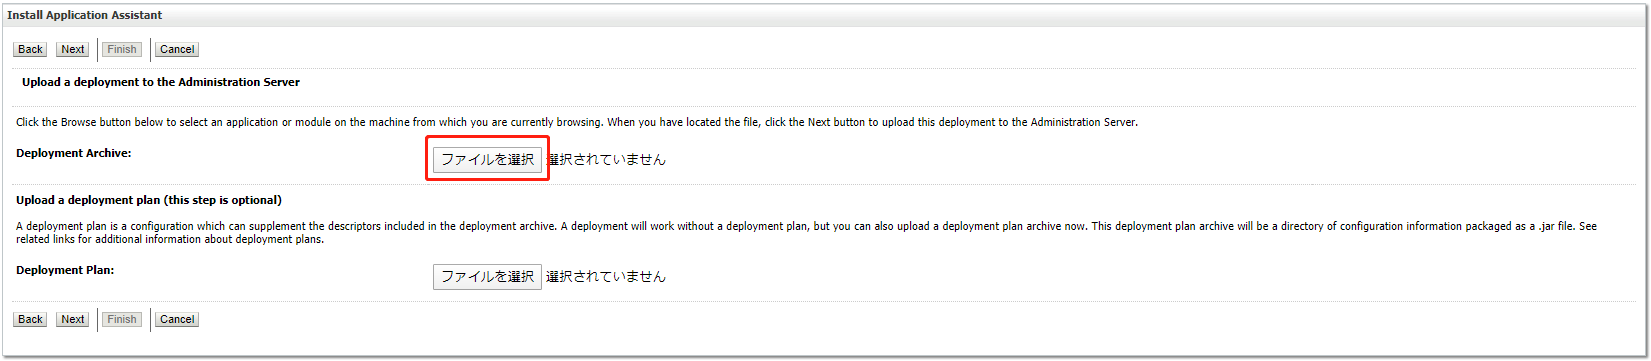 Install Application Assistant
Back Next Finish Cancel
Upload a deployment to the Administration Server
Click the Browse button below to select an application or module on the machine from which you are currently browsing. When you have located the file, click the Next button to upload this deployment to the Administration Server.
Deployment Archive: ファイルを選択 選択されていません
Upload a deployment plan (this step is optional)
A deployment plan is a configuration which can supplement the descriptors included in the deployment archive. A deployment will work without a deployment plan, but you can also upload a deployment plan archive now. This deployment plan archive will be a directory of configuration information packaged as a .jar file. See
related links for additional information about deployment plans.
Deployment Plan: ファイルを選択 選択されていません
Back Next Finish Cancel